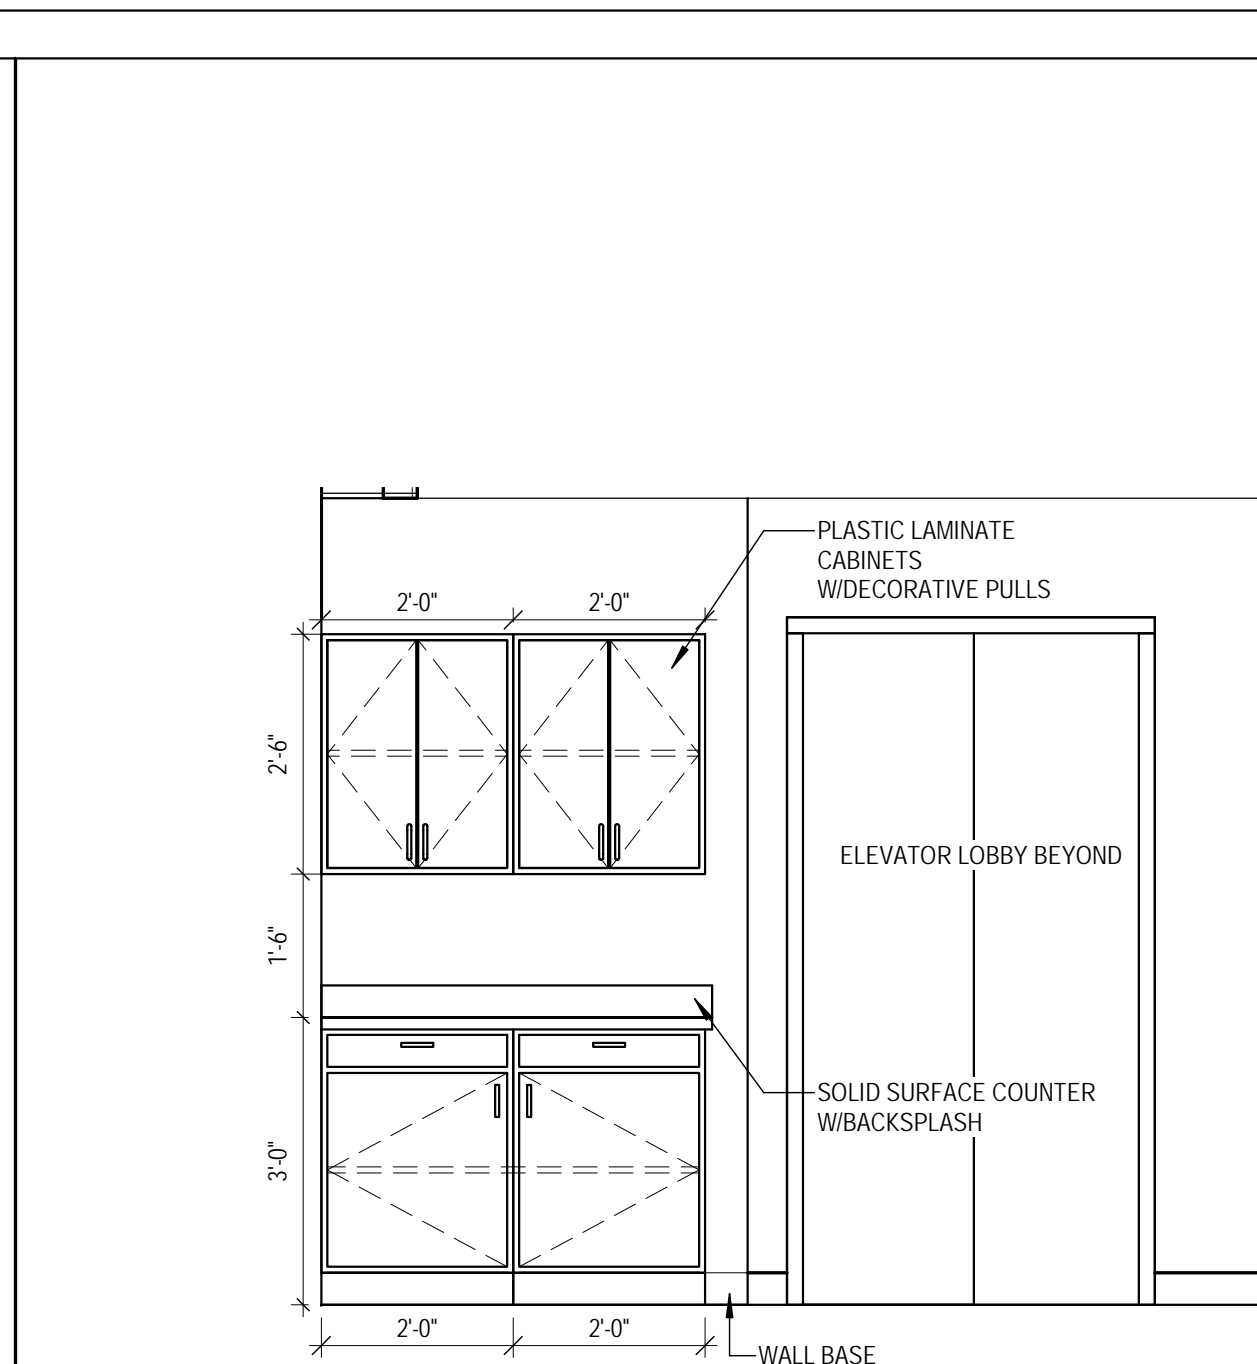 PLASTIC LAMINATE
CABINETS
W/DECORATIVE PULLS
2'-0" 2'-0"
2'-6"
ELEVATOR LOBBY BEYOND
1'-6"
SOLID SURFACE COUNTER
W/BACKSPLASH
3'-0"
2'-0" 2'-0"
WALL BASE